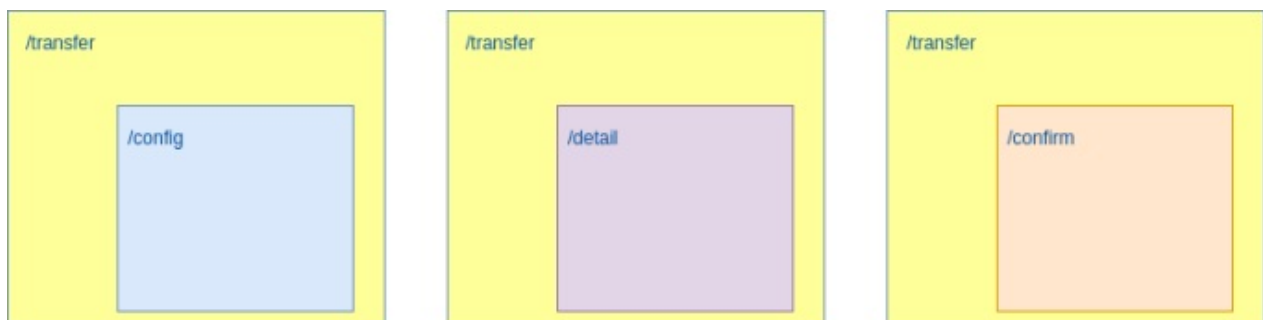 /transfer
/config
/transfer
/detail
/transfer
/confirm